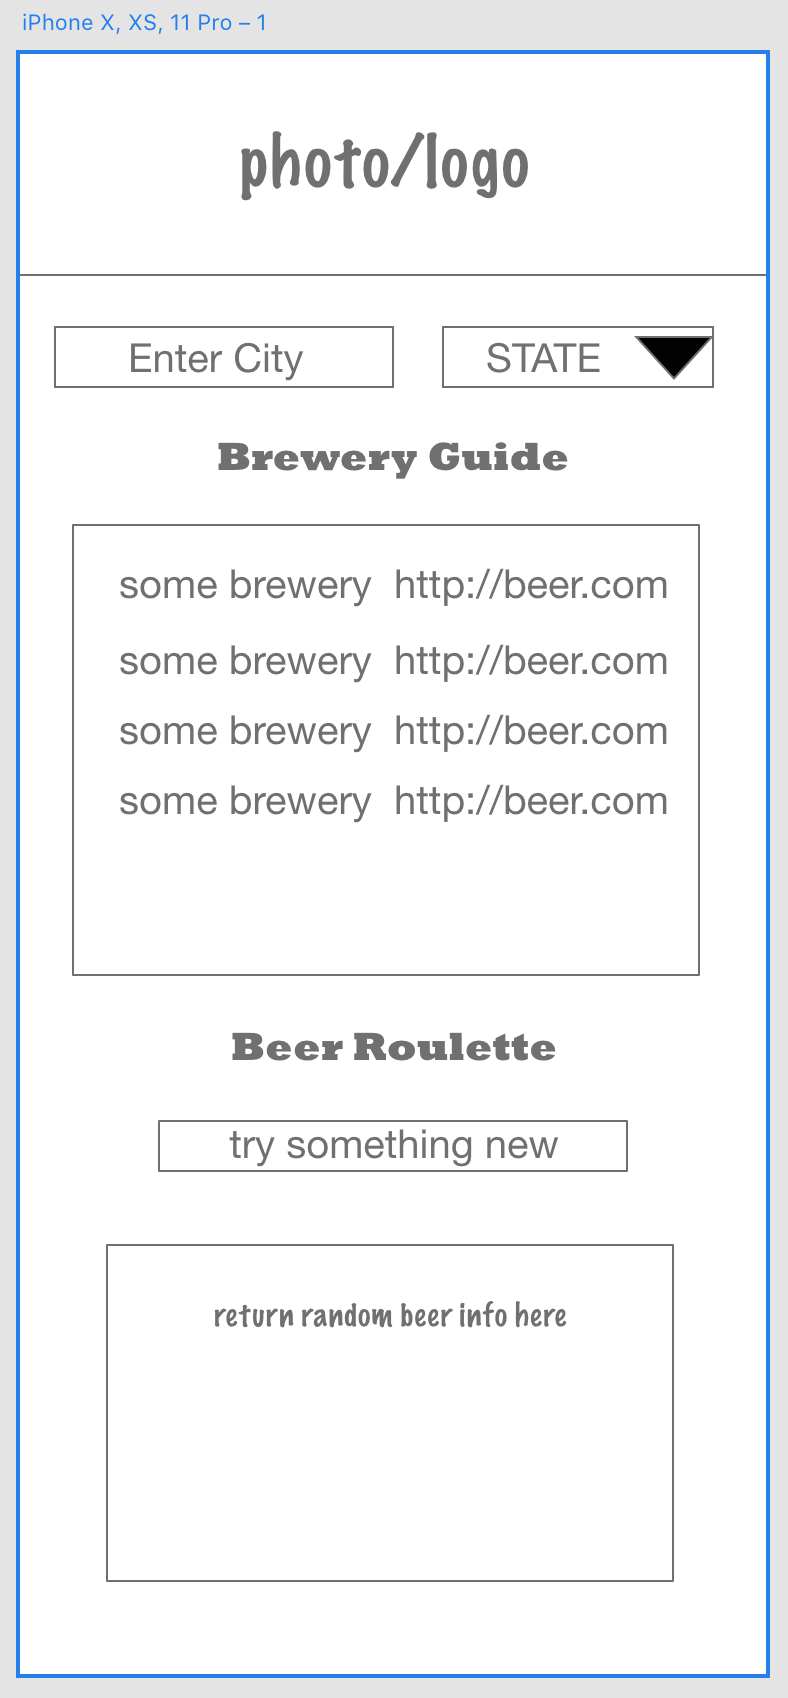 iPhone X, XS, 11 Pro – 1
photo/logo
Enter City STATE
Brewery Guide
some brewery http://beer.com
some brewery http://beer.com
some brewery http://beer.com
some brewery http://beer.com
Beer Roulette
try something new
return random beer info here